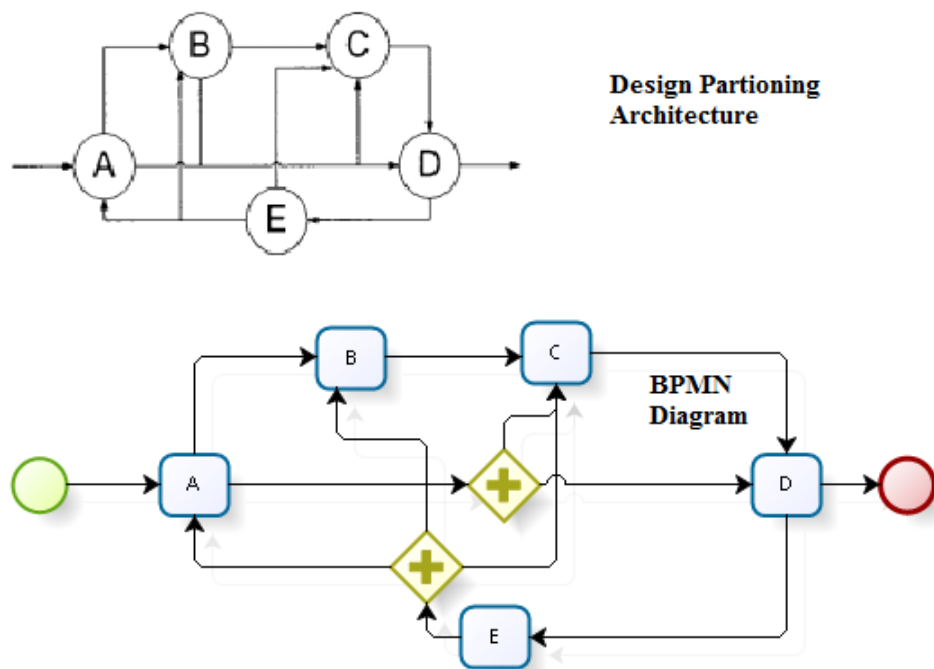 B
C
Design Partioning
Architecture
A
D
E
B
C
BPMN
Diagram
A
D
E